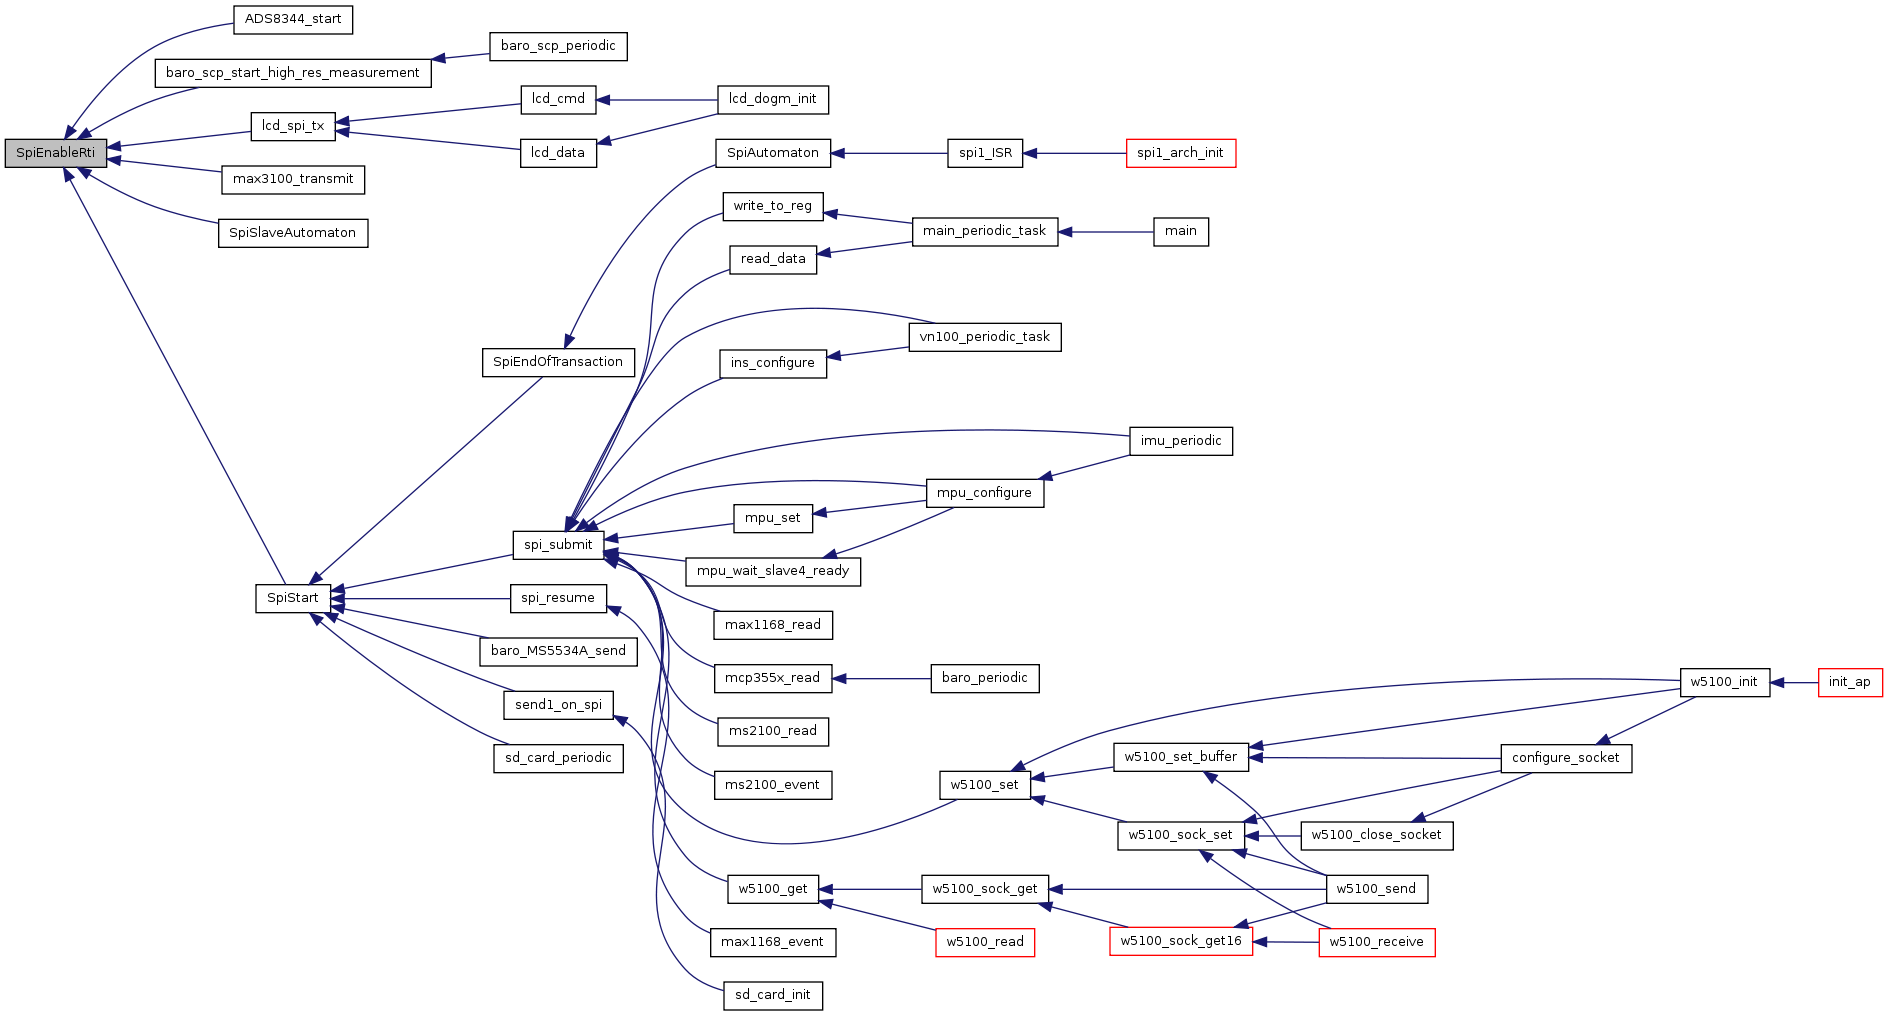 ADS8344_start
baro_scp_periodic
baro_scp_start_high_res_measurement
lcd_cmd
lcd_dogm_init
lcd_spi_tx
SpiEnableRti
lcd_data
SpiAutomaton
spi1_ISR
spi1_arch_init
max3100_transmit
write_to_reg
SpiSlaveAutomaton
main_periodic_task
main
read_data
vn100_periodic_task
SpiEndOfTransaction
ins_configure
imu_periodic
mpu_configure
mpu_set
spi_submit
mpu_wait_slave4_ready
SpiStart
spi_resume
max1168_read
baro_MS5534A_send
mcp355x_read
baro_periodic
w5100_init
init_ap
send1_on_spi
ms2100_read
sd_card_periodic
w5100_set_buffer
configure_socket
ms2100_event
w5100_set
w5100_sock_set
w5100_close_socket
w5100_get
w5100_sock_get
w5100_send
max1168_event
w5100_read
w5100_sock_get16
w5100_receive
sd_card_init